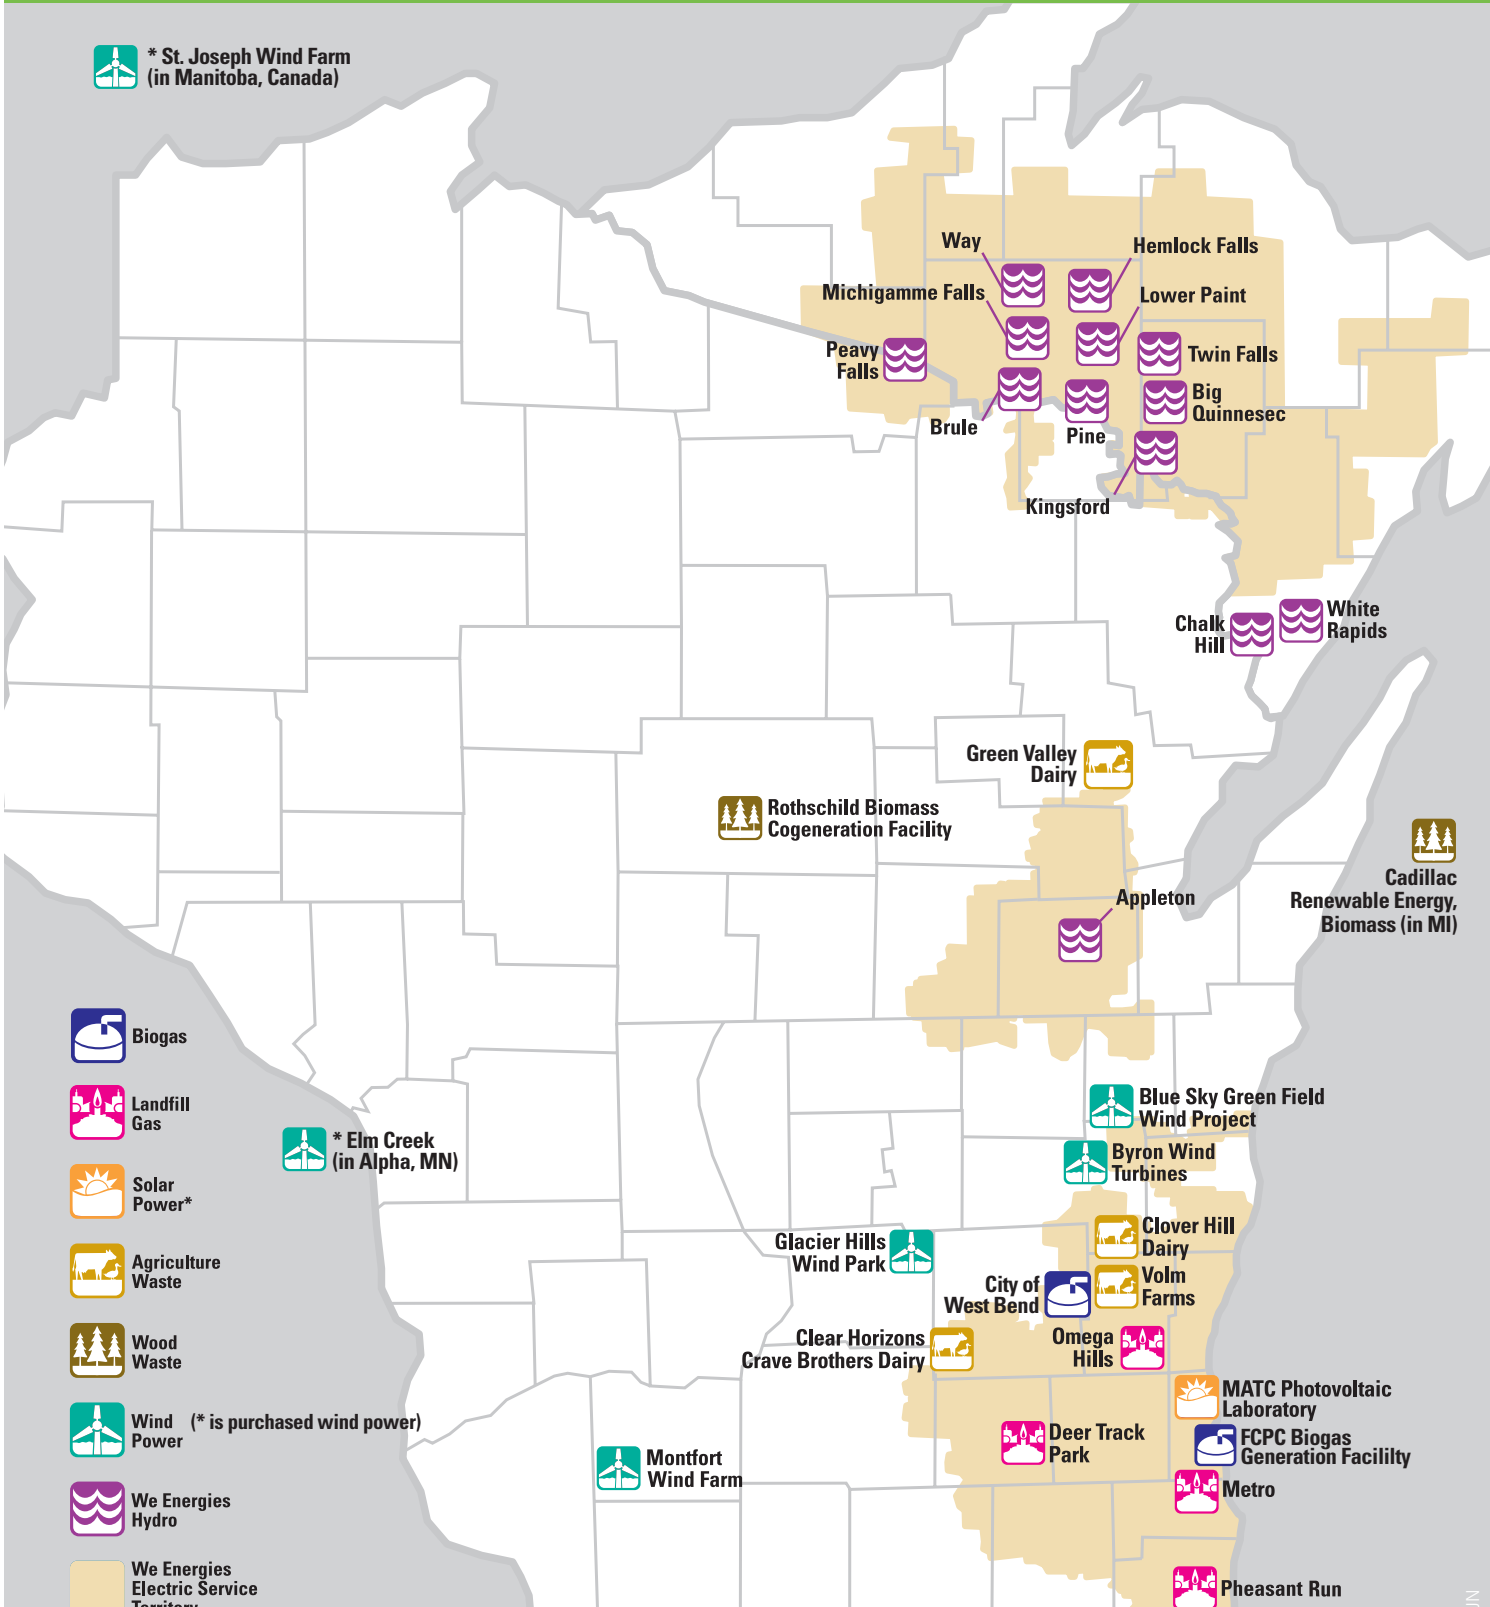 * St. Joseph Wind Farm
(in Manitoba, Canada)
Way
Hemlock Falls
Michigamme Falls
Lower Paint
Peavy
Falls
Twin Falls
Big
Quinnesec
Brule
Pine
Kingsford
Chalk
Hill
White
Rapids
Green Valley
Dairy
Rothschild Biomass
Cogeneration Facility
Cadillac
Renewable Energy,
Biomass (in MI)
Appleton
Biogas
Landfill
Gas
Solar
Power*
Agriculture
Waste
Wood
Waste
Wind (* is purchased wind power)
Power
We Energies
Hydro
We Energies
Electric Service
Territory
* Elm Creek
(in Alpha, MN)
Blue Sky Green Field
Wind Project
Byron Wind
Turbines
Clover Hill
Dairy
Glacier Hills
Wind Park
City of
West Bend
Volm
Farms
Clear Horizons
Crave Brothers Dairy
Omega
Hills
MATC Photovoltaic
Laboratory
Deer Track
Park
FCPC Biogas
Generation Facililty
Montfort
Wind Farm
Metro
Pheasant Run